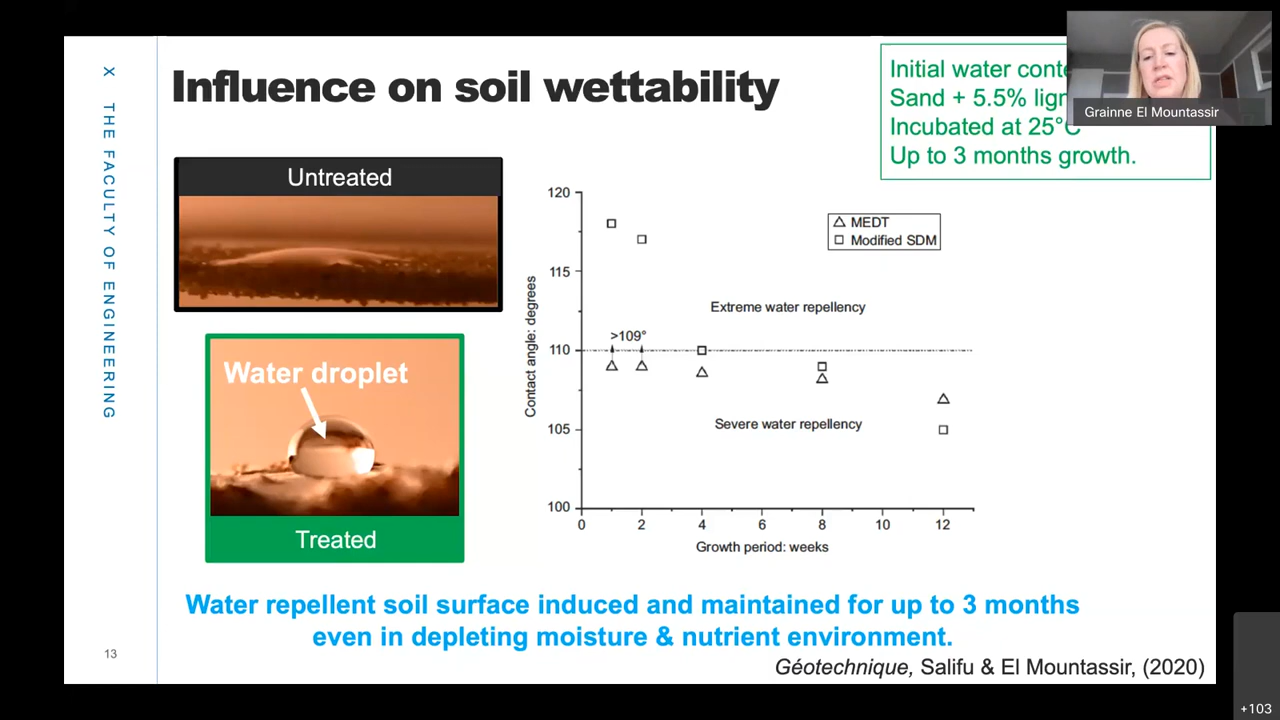 X THE FACULTY OF ENGINEERING
Influence on soil wettability
Initial water
Sand + 5.5%
Incubated at 25°C
Up to 3 months growth.
Grainne El Mountassir
Untreated
Water droplet
Treated
120
115
110
105
100
0 2 4 6 8 10 12
Contact angle: degrees
Growth period: weeks
MEDT
Modified SDM
Extreme water repellency
>109°
Severe water repellency
Water repellent soil surface induced and maintained for up to 3 months
even in depleting moisture & nutrient environment.
13
Géotechnique, Salifu & El Mountassir, (2020)
+103